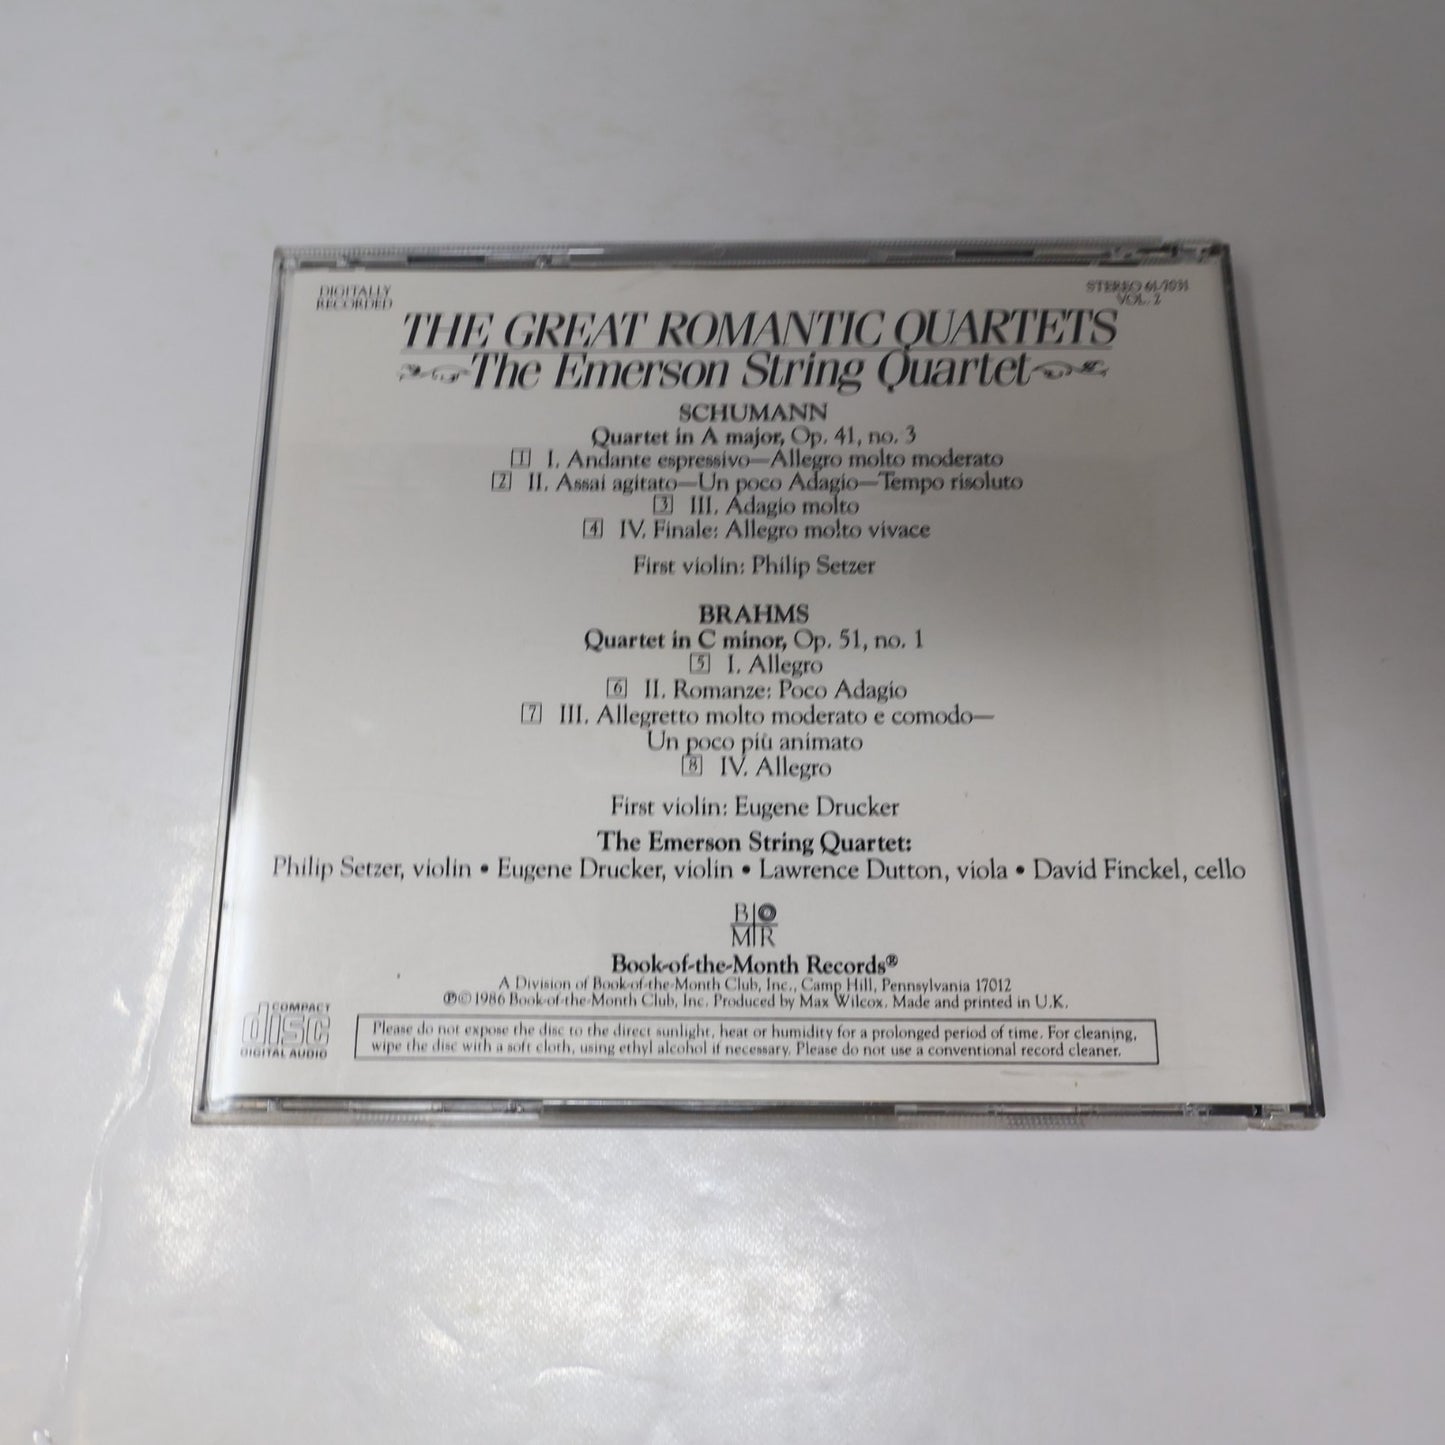 DIGITALLY
RECORDED
STEREO
VOL. 2
THE GREAT ROMANTIC QUARTETS
The Emerson String Quartet
SCHUMANN
Quartet in A major, Op. 41, no. 3
1 I. Andante espressivo—Allegro molto moderato
2 II. Assai agitato—Un poco Adagio—Tempo risoluto
3 III. Adagio molto
4 IV. Finale: Allegro molto vivace
First violin: Philip Setzer
BRAHMS
Quartet in C minor, Op. 51, no. 1
5 I. Allegro
6 II. Romanze: Poco Adagio
7 III. Allegretto molto moderato e comodo—
Un poco più animato
8 IV. Allegro
First violin: Eugene Drucker
The Emerson String Quartet:
Philip Setzer, violin • Eugene Drucker, violin • Lawrence Dutton, viola • David Finckel, cello
BO
MR
Book-of-the-Month Records®
A Division of Book-of-the-Month Club, Inc., Camp Hill, Pennsylvania 17012
℗© 1986 Book-of-the-Month Club, Inc. Produced by Max Wilcox. Made and printed in U.K.
COMPACT
disc
DIGITAL AUDIO
Please do not expose the disc to the direct sunlight, heat or humidity for a prolonged period of time. For cleaning,
wipe the disc with a soft cloth, using ethyl alcohol if necessary. Please do not use a conventional record cleaner.